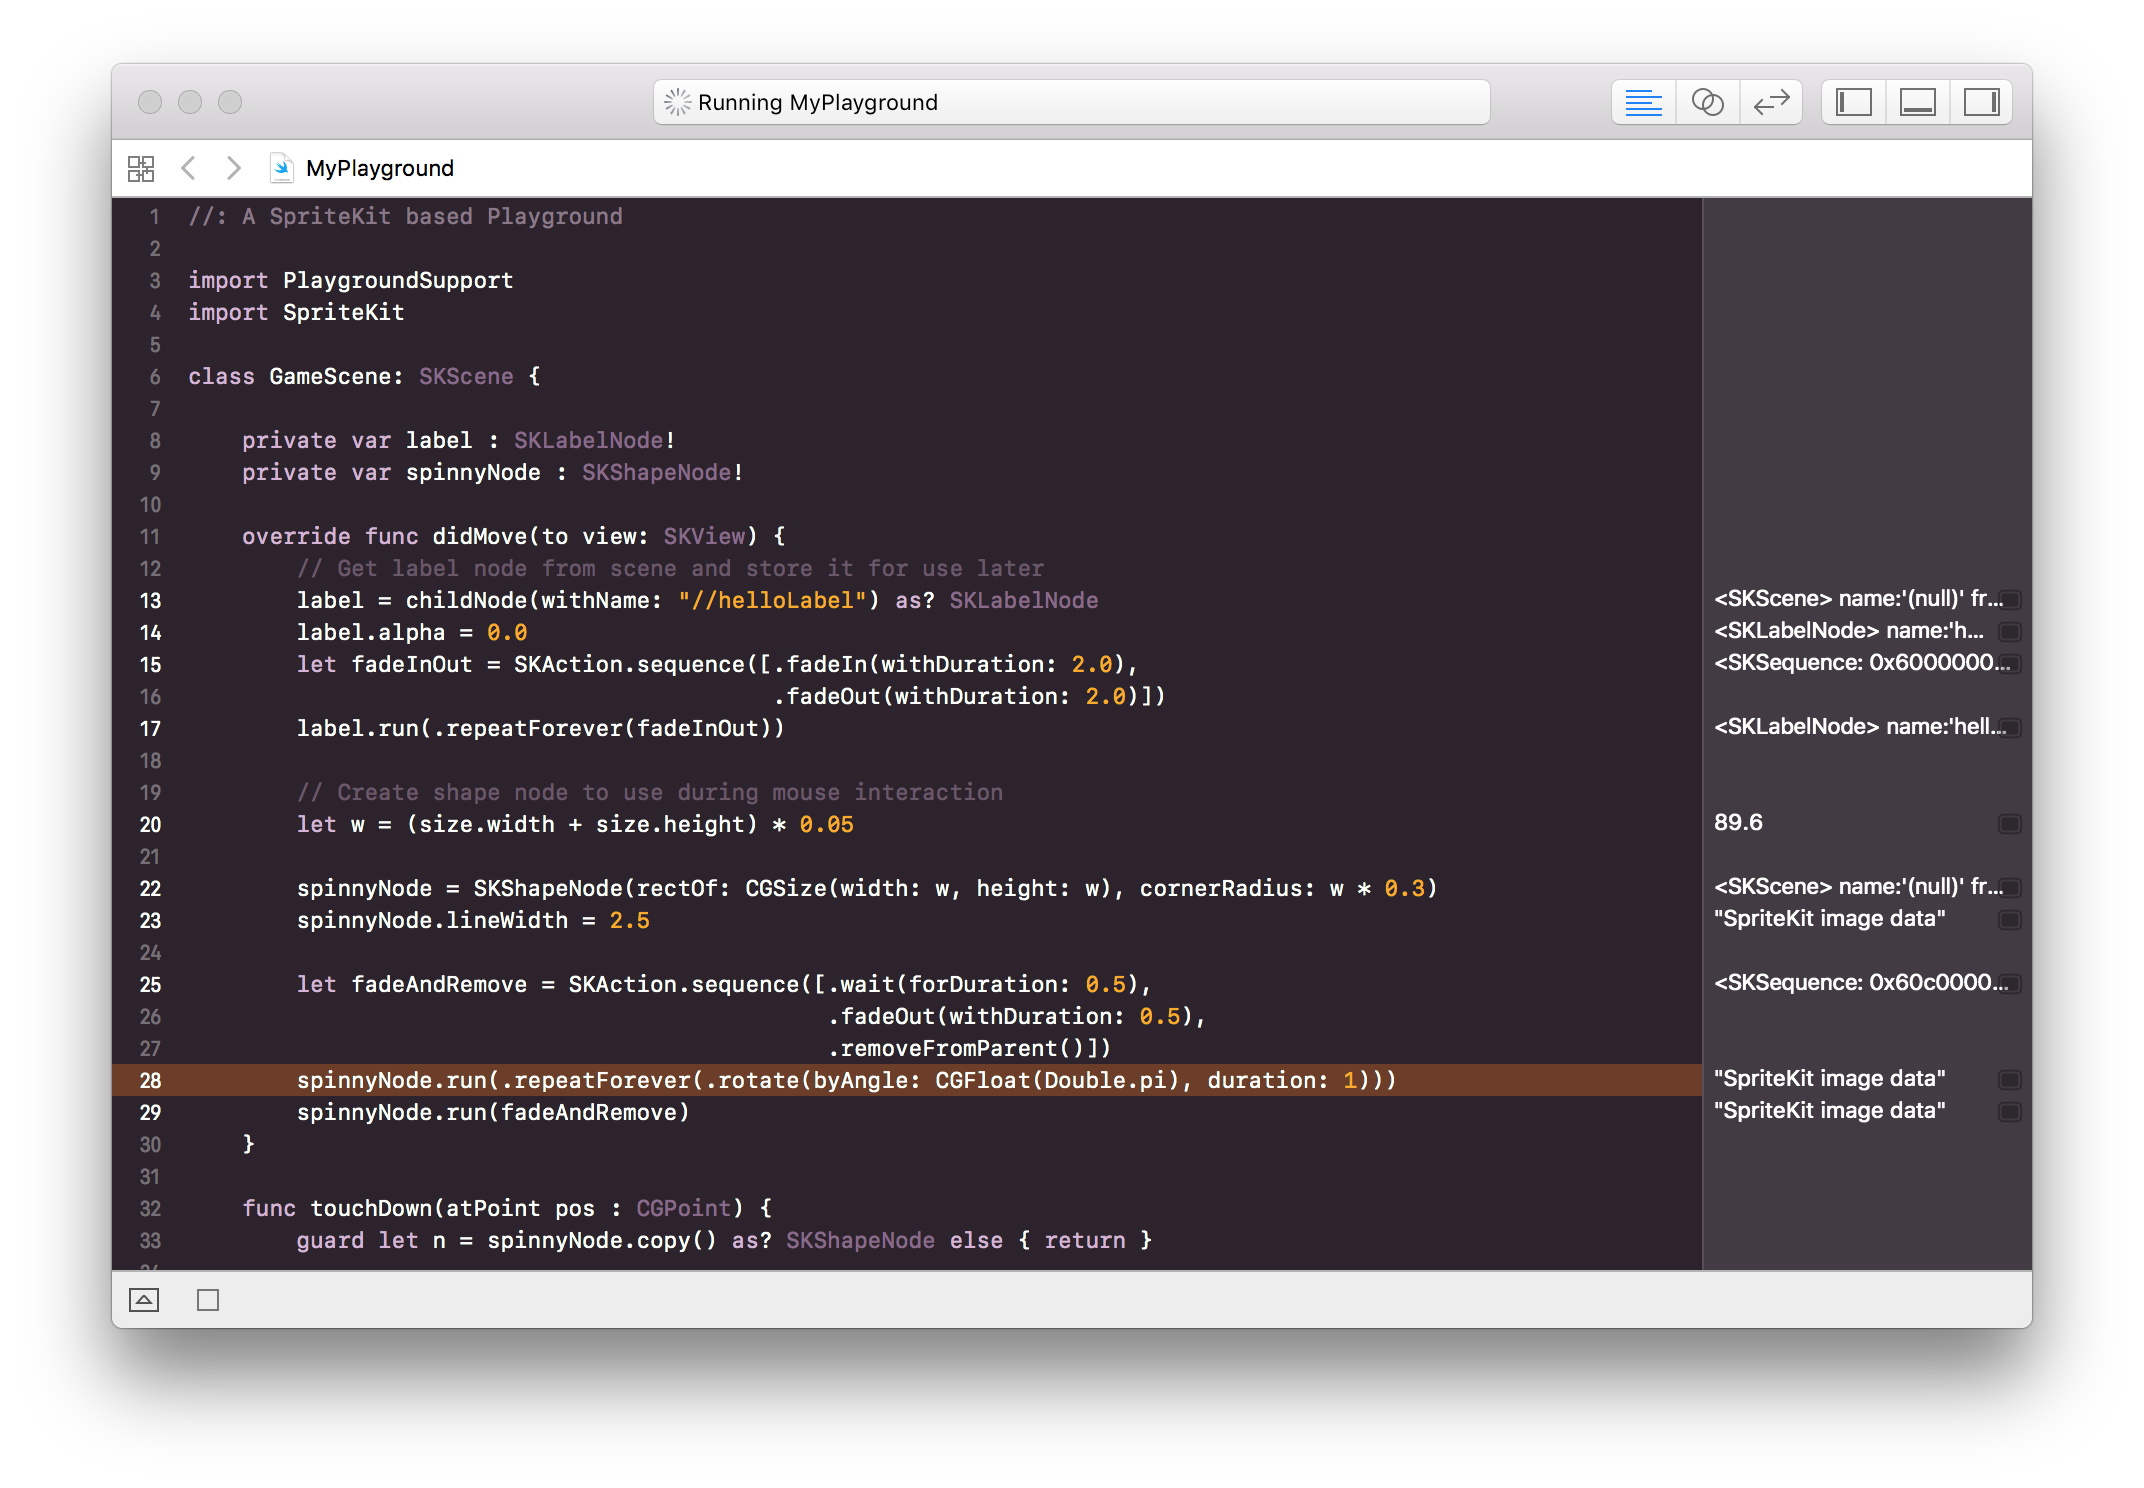 Running MyPlayground
MyPlayground
1 //: A SpriteKit based Playground
2
3 import PlaygroundSupport
4 import SpriteKit
5
6 class GameScene: SKScene {
7
8 private var label : SKLabelNode!
9 private var spinnyNode : SKShapeNode!
10
11 override func didMove(to view: SKView) {
12 // Get label node from scene and store it for use later
13 label = childNode(withName: "//helloLabel") as? SKLabelNode <SKScene> name:'(null)' fr...
14 label.alpha = 0.0 <SKLabelNode> name:'h...
15 let fadeInOut = SKAction.sequence([.fadeIn(withDuration: 2.0), <SKSequence: 0x6000000...
16 .fadeOut(withDuration: 2.0)])
17 label.run(.repeatForever(fadeInOut)) <SKLabelNode> name:'hell...
18
19 // Create shape node to use during mouse interaction
20 let w = (size.width + size.height) * 0.05 89.6
21
22 spinnyNode = SKShapeNode(rectOf: CGSize(width: w, height: w), cornerRadius: w * 0.3) <SKScene> name:'(null)' fr...
23 spinnyNode.lineWidth = 2.5 "SpriteKit image data"
24
25 let fadeAndRemove = SKAction.sequence([.wait(forDuration: 0.5), <SKSequence: 0x60c0000...
26 .fadeOut(withDuration: 0.5),
27 .removeFromParent()])
28 spinnyNode.run(.repeatForever(.rotate(byAngle: CGFloat(Double.pi), duration: 1))) "SpriteKit image data"
29 spinnyNode.run(fadeAndRemove) "SpriteKit image data"
30 }
31
32 func touchDown(atPoint pos : CGPoint) {
33 guard let n = spinnyNode.copy() as? SKShapeNode else { return }